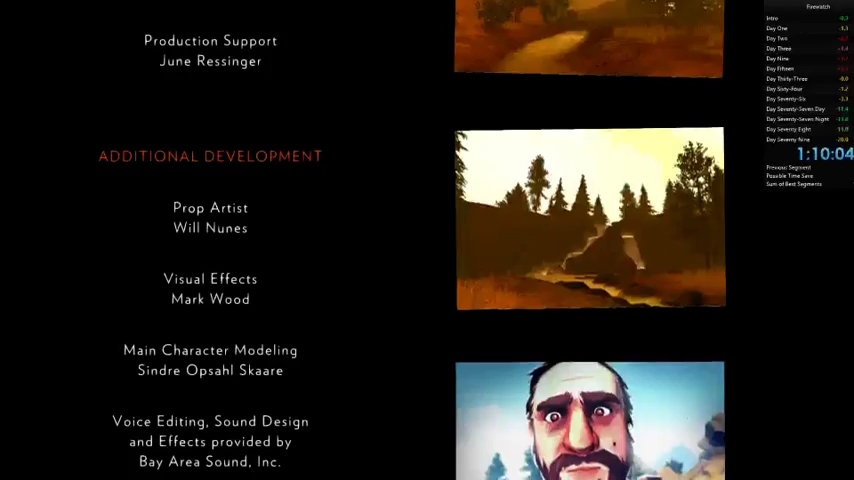 Production Support
June Ressinger
ADDITIONAL DEVELOPMENT
Prop Artist
Will Nunes
Visual Effects
Mark Wood
Main Character Modeling
Sindre Opsahl Skaare
Voice Editing, Sound Design
and Effects provided by
Bay Area Sound, Inc.
Firewatch
Intro
Day One
Day Two
Day Three
Day Nine
Day Fifteen
Day Thirty-Three
Day Sixty-Four
Day Seventy-Six
Day Seventy-Seven Day
Day Seventy-Seven Night
Day Seventy Eight
Day Seventy Nine
1:10:04
Previous Segment
Possible Time Save
Sum of Best Segments